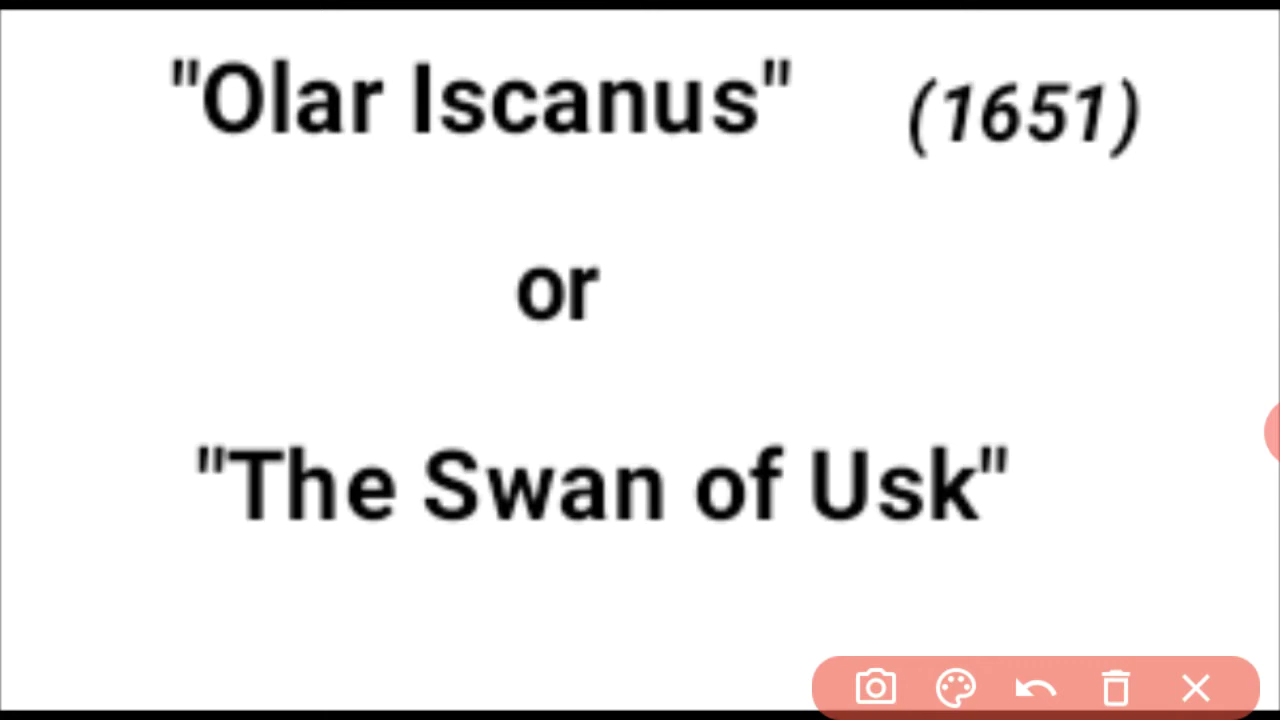 "Olar Iscanus" (1651)
or
"The Swan of Usk"